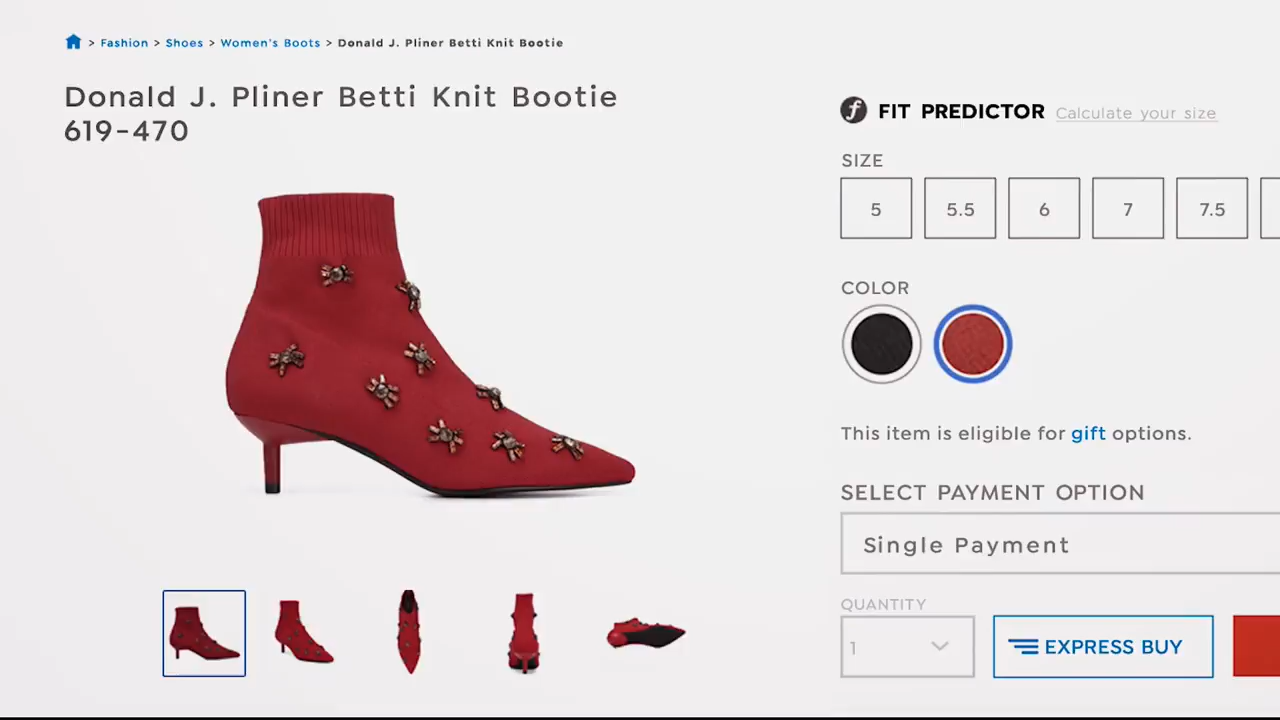 > Fashion > Shoes > Women's Boots > Donald J. Pliner Betti Knit Bootie
Donald J. Pliner Betti Knit Bootie
619-470
f FIT PREDICTOR Calculate your size
SIZE
5 5.5 6 7 7.5
COLOR
This item is eligible for gift options.
SELECT PAYMENT OPTION
Single Payment
QUANTITY
1
EXPRESS BUY